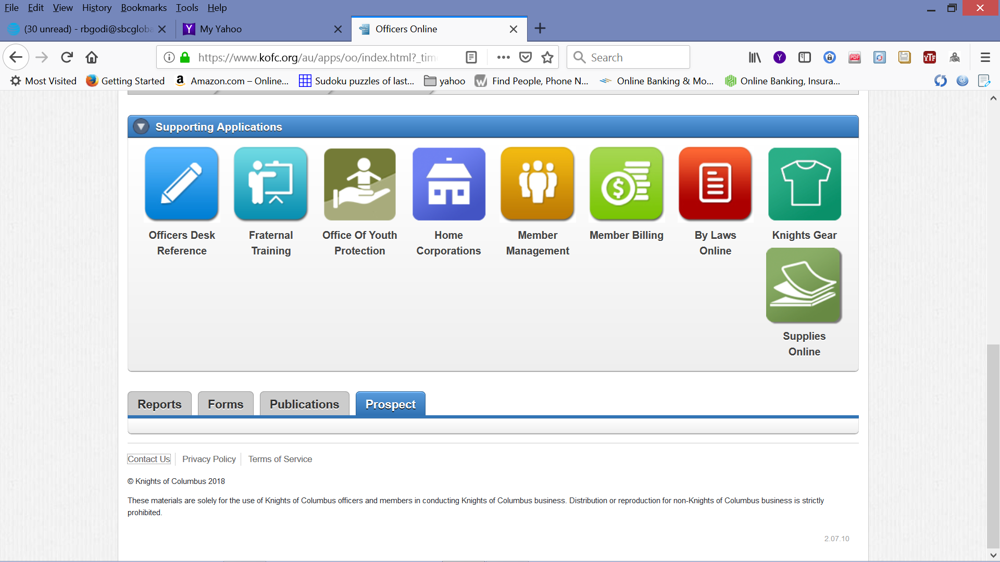 File Edit View History Bookmarks Tools Help
(30 unread) - rbgodi@sbcgloba
My Yahoo
Officers Online
https://www.kofc.org/au/apps/oo/index.html?_tim
Search
PDF
YTF
Most Visited
Getting Started
Amazon.com – Online...
Sudoku puzzles of last...
yahoo
Find People, Phone N...
Online Banking & Mo...
Online Banking, Insura...
Supporting Applications
Officers Desk
Reference
Fraternal
Training
Office Of Youth
Protection
Home
Corporations
Member
Management
Member Billing
By Laws
Online
Knights Gear
Supplies
Online
Reports
Forms
Publications
Prospect
Contact Us
Privacy Policy
Terms of Service
© Knights of Columbus 2018
These materials are solely for the use of Knights of Columbus officers and members in conducting Knights of Columbus business. Distribution or reproduction for non-Knights of Columbus business is strictly
prohibited.
2.07.10